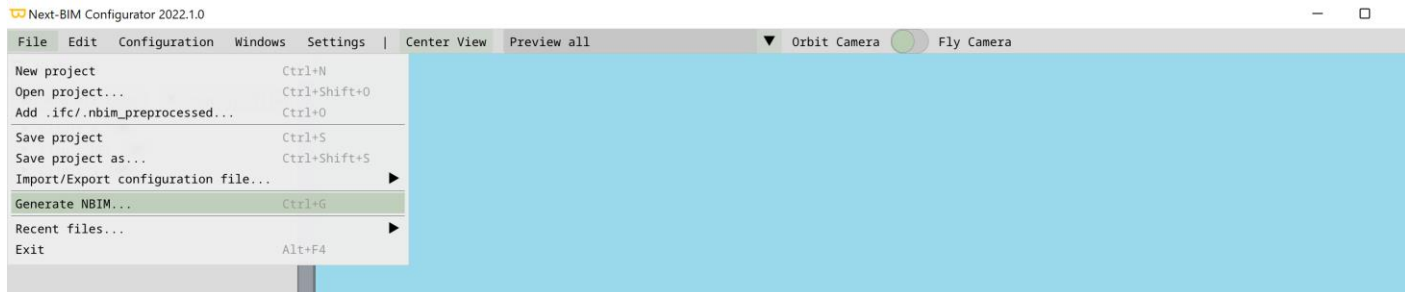 Next-BIM Configurator 2022.1.0
File Edit Configuration Windows Settings | Center View Preview all ▼ Orbit Camera Fly Camera
New project Ctrl+N
Open project... Ctrl+Shift+O
Add .ifc/.nbim_preprocessed... Ctrl+O
Save project Ctrl+S
Save project as... Ctrl+Shift+S
Import/Export configuration file... ▶
Generate NBIM... Ctrl+G
Recent files... ▶
Exit Alt+F4